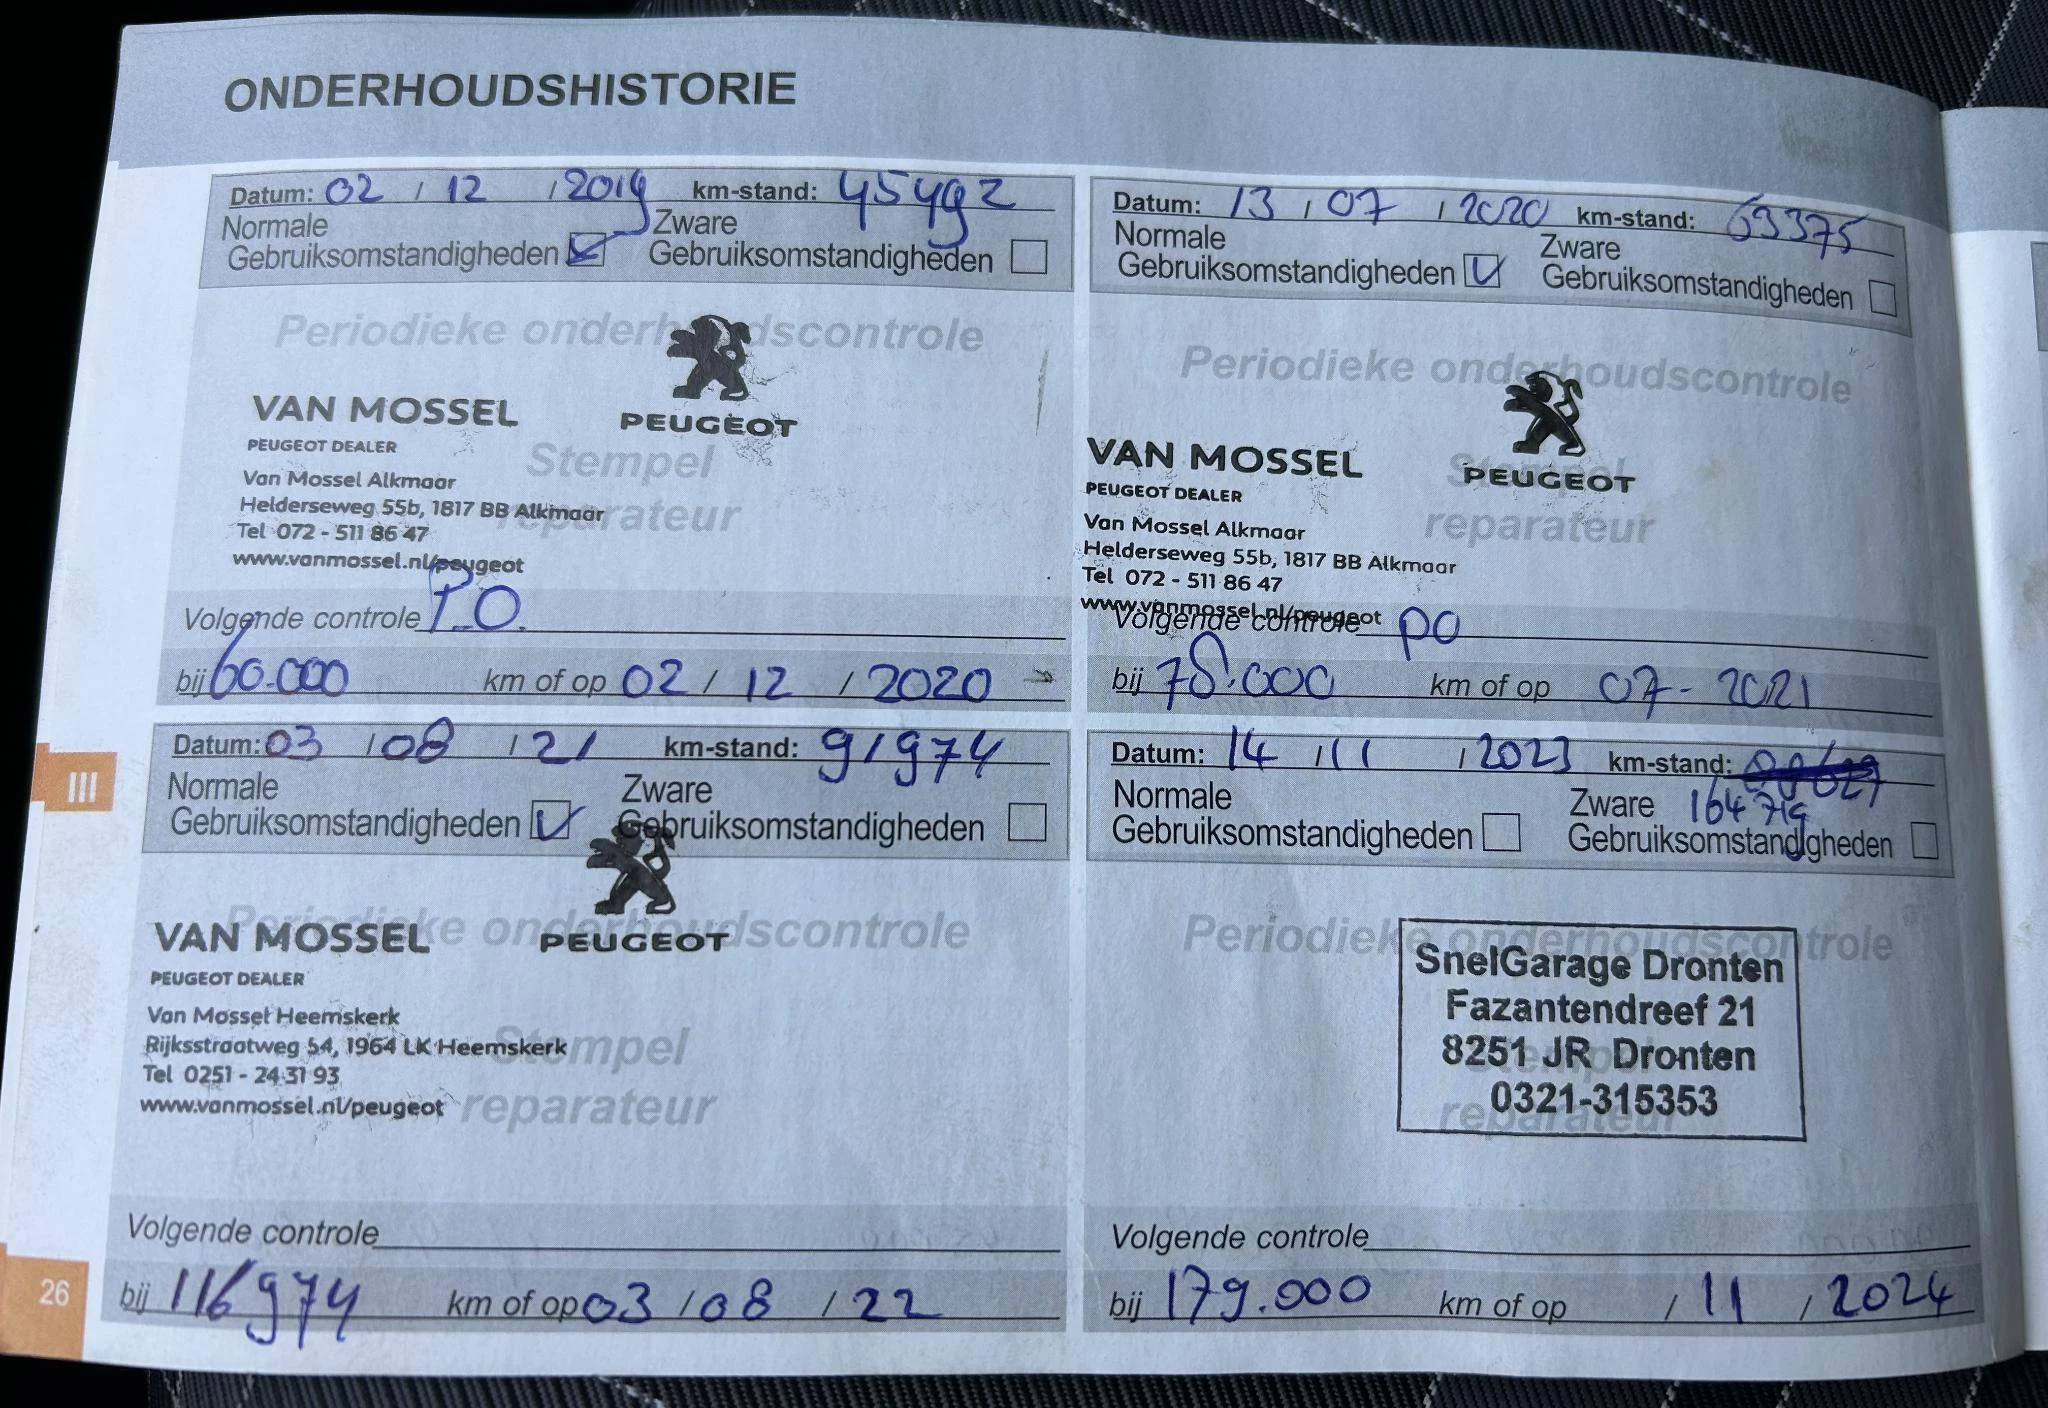 ONDERHOUDSHISTORIE
Datum: 02 / 12 / 2019 km-stand: 45492
Normale Zware
Gebruiksomstandigheden Gebruiksomstandigheden
Periodieke onderhoudscontrole
VAN MOSSEL
PEUGEOT
PEUGEOT DEALER
Stempel
Van Mossel Alkmaar
Helderseweg 55b, 1817 BB Alkmaar
reparateur
Tel 072 - 511 86 47
www.vanmossel.nl/peugeot
Volgende controle P.O.
bij 60.000 km of op 02 / 12 / 2020
Datum: 13 / 07 / 2020 km-stand: 63375
Normale Zware
Gebruiksomstandigheden Gebruiksomstandigheden
Periodieke onderhoudscontrole
VAN MOSSEL
PEUGEOT
PEUGEOT DEALER
Stempel
Van Mossel Alkmaar
reparateur
Helderseweg 55b, 1817 BB Alkmaar
Tel 072 - 511 86 47
www.vanmossel.nl/peugeot
Volgende controle PO
bij 78.000 km of op 07 - 2021
III
Datum: 03 / 08 / 21 km-stand: 91974
Normale Zware
Gebruiksomstandigheden Gebruiksomstandigheden
Periodieke onderhoudscontrole
VAN MOSSEL
PEUGEOT
PEUGEOT DEALER
Van Mossel Heemskerk
Stempel
Rijksstraatweg 54, 1964 LK Heemskerk
Tel 0251 - 24 31 93
www.vanmossel.nl/peugeot
reparateur
Volgende controle
bij 116974 km of op 03 / 08 / 22
Datum: 14 / 11 / 2023 km-stand:
Normale Zware 164719
Gebruiksomstandigheden Gebruiksomstandigheden
Periodieke onderhoudscontrole
SnelGarage Dronten
Fazantendreef 21
8251 JR Dronten
Stempel
0321-315353
reparateur
Volgende controle
bij 179.000 km of op / 11 / 2024
26